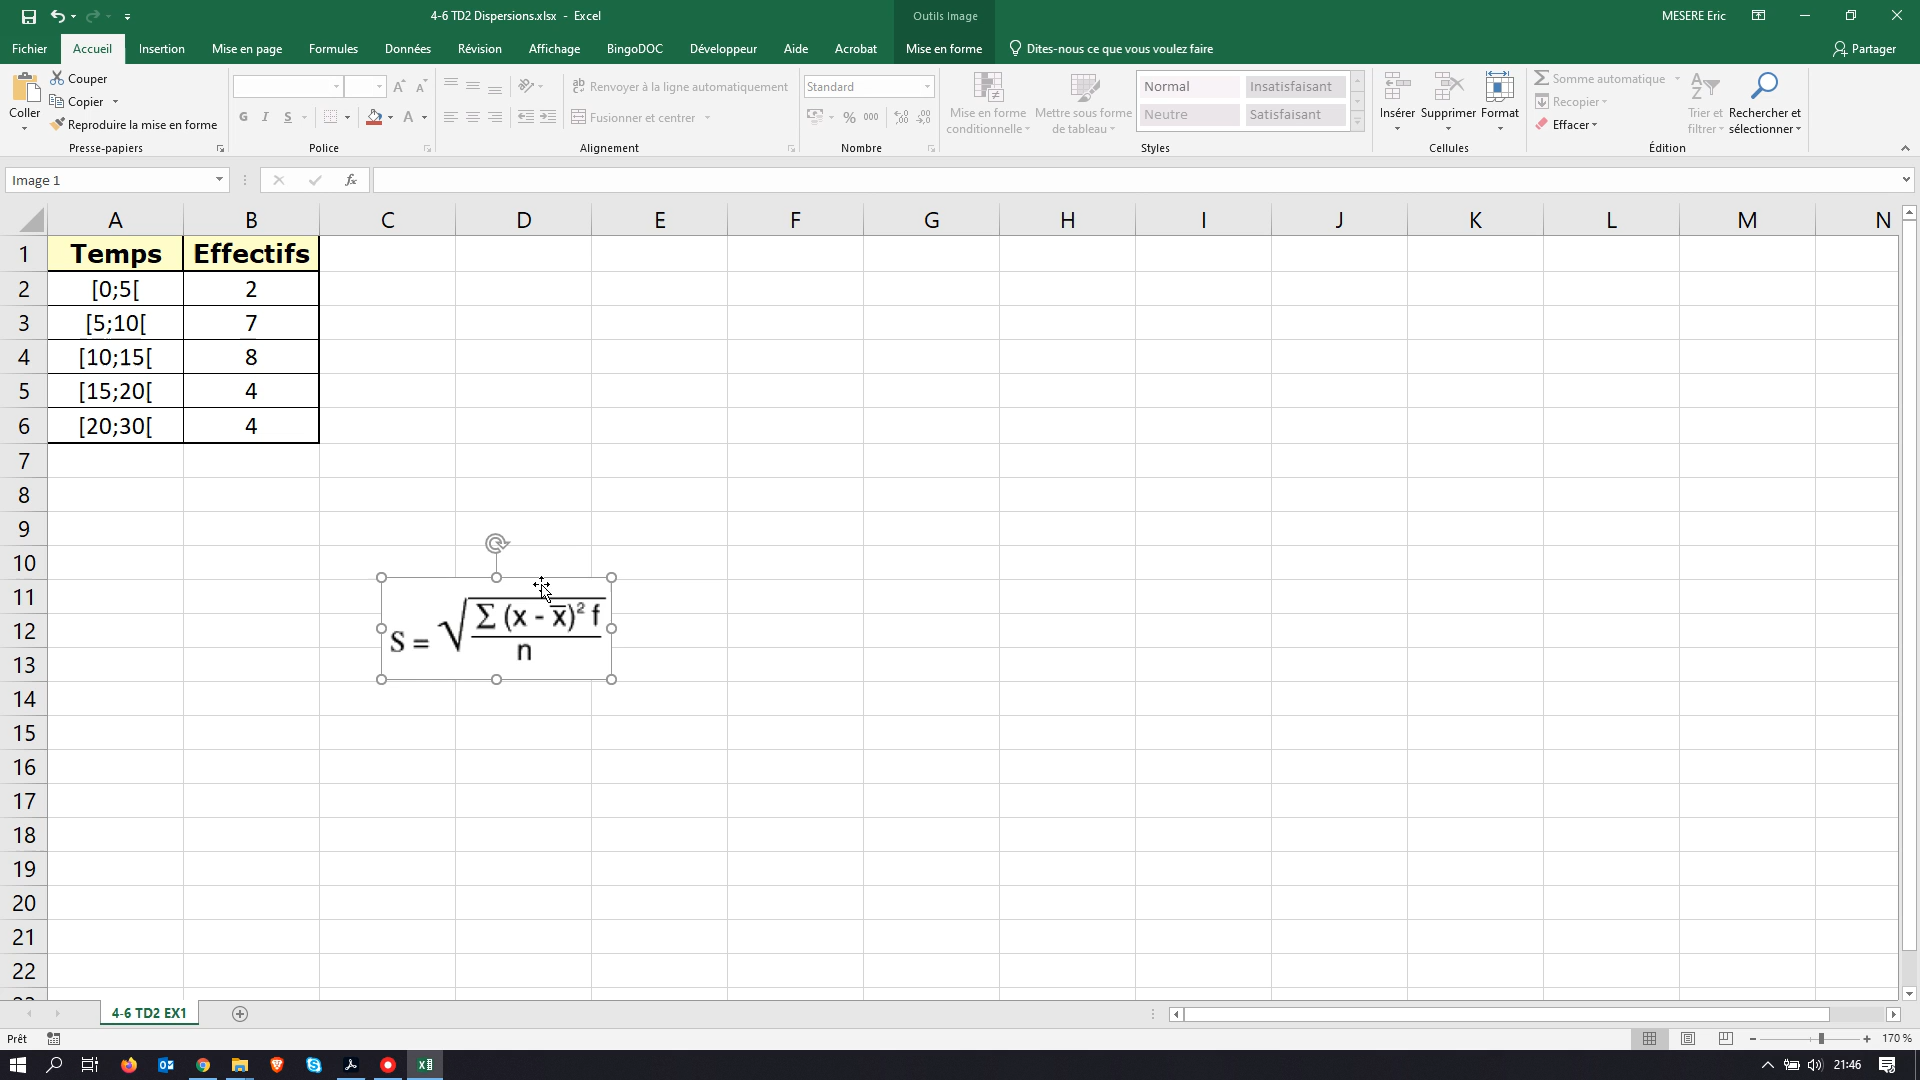 4-6 TD2 Dispersions.xlsx - Excel
Outils Image
MESERE Eric
Fichier Accueil Insertion Mise en page Formules Données Révision Affichage BingoDOC Développeur Aide Acrobat Mise en forme Dites-nous ce que vous voulez faire Partager
Coller
Couper
Copier
Reproduire la mise en forme
Presse-papiers
G I S
Police
Renvoyer à la ligne automatiquement
Fusionner et centrer
Alignement
Standard
% 000
Nombre
Mise en forme conditionnelle
Mettre sous forme de tableau
Normal Insatisfaisant
Neutre Satisfaisant
Styles
Insérer Supprimer Format
Cellules
Somme automatique
Recopier
Effacer
Trier et filtrer
Rechercher et sélectionner
Édition
Image 1
fx
A B C D E F G H I J K L M N
1 Temps Effectifs
2 [0;5[ 2
3 [5;10[ 7
4 [10;15[ 8
5 [15;20[ 4
6 [20;30[ 4
7
8
9
10
11
12
13
14
15
16
17
18
19
20
21
22
S = √ Σ (x - x̅)² f
n
4-6 TD2 EX1
Prêt
170 %
21:46